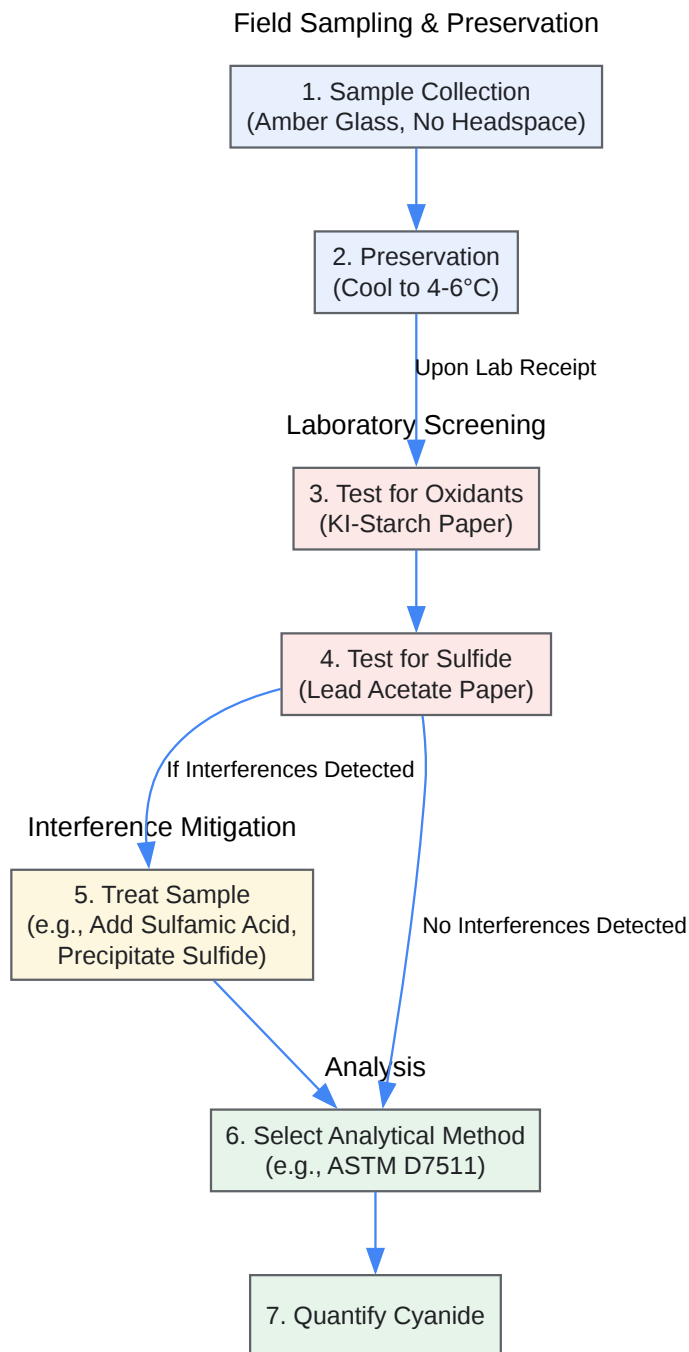 Field Sampling & Preservation
1. Sample Collection
(Amber Glass, No Headspace)
2. Preservation
(Cool to 4-6°C)
Upon Lab Receipt
Laboratory Screening
3. Test for Oxidants
(KI-Starch Paper)
4. Test for Sulfide
(Lead Acetate Paper)
If Interferences Detected
Interference Mitigation
5. Treat Sample
(e.g., Add Sulfamic Acid,
Precipitate Sulfide)
No Interferences Detected
Analysis
6. Select Analytical Method
(e.g., ASTM D7511)
7. Quantify Cyanide